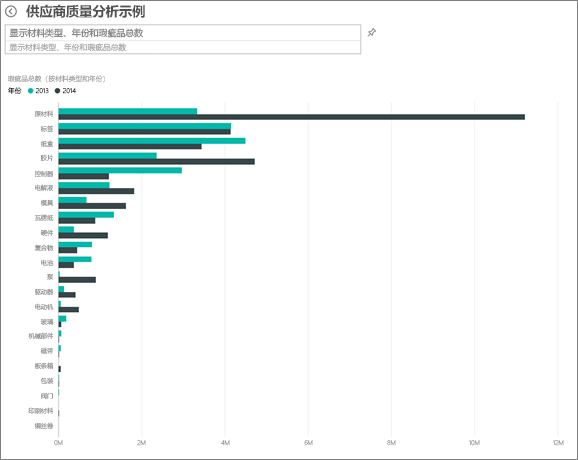 供应商质量分析示例
显示材料类型、年份和瑕疵品总数
显示材料类型、年份和瑕疵品总数
瑕疵品总数（按材料类型和年份）
年份 2013 2014
原材料
标签
纸盒
胶片
控制器
电解液
模具
瓦楞纸
硬件
复合物
电池
泵
驱动器
电动机
玻璃
机械部件
磁带
板条箱
包装
阀门
印刷材料
铜丝卷
0M 2M 4M 6M 8M 10M 12M